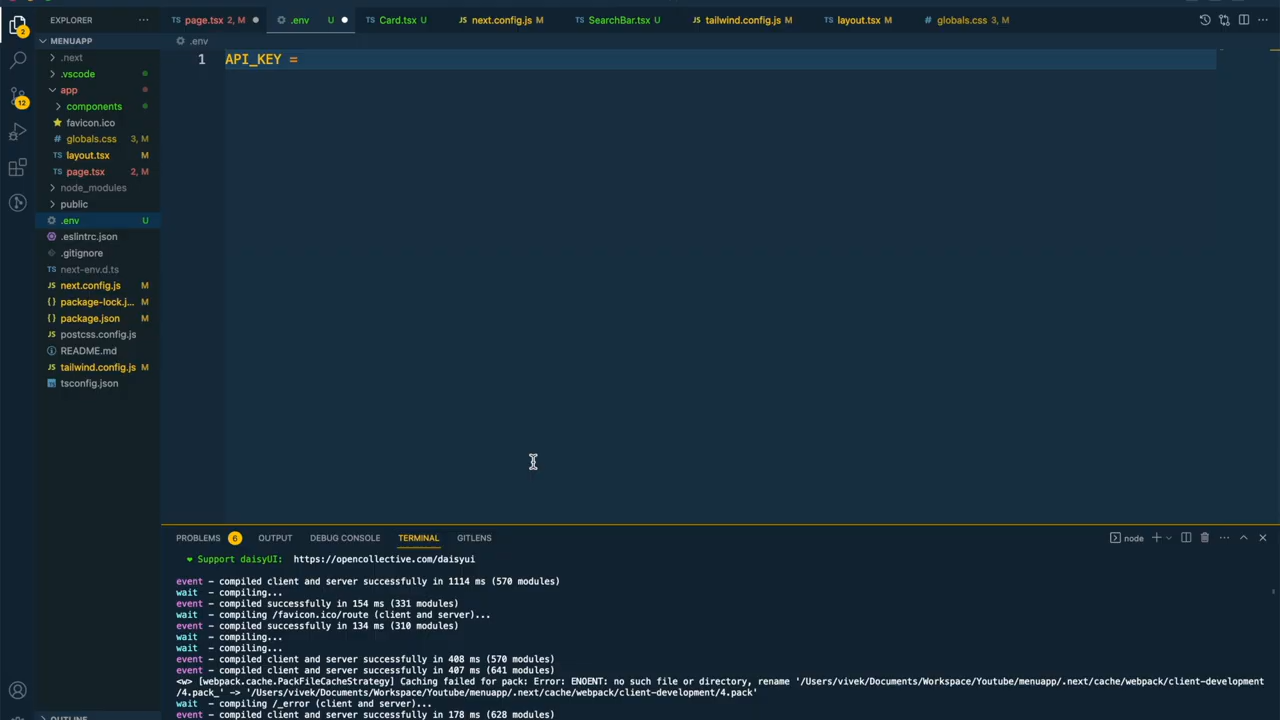 page.tsx 2, M
.env U
Card.tsx U
next.config.js M
SearchBar.tsx U
tailwind.config.js M
layout.tsx M
globals.css 3, M
EXPLORER
MENUAPP
.env
2
12
.next
.vscode
app
components
favicon.ico
globals.css 3, M
layout.tsx M
page.tsx 2, M
node_modules
public
.env U
.eslintrc.json
.gitignore
next-env.d.ts
next.config.js M
package-lock.j... M
package.json M
postcss.config.js
README.md
tailwind.config.js M
tsconfig.json
1 API_KEY =
PROBLEMS 6 OUTPUT DEBUG CONSOLE TERMINAL GITLENS
node
❤ Support daisyUI: https://opencollective.com/daisyui
event - compiled client and server successfully in 1114 ms (570 modules)
wait - compiling...
event - compiled successfully in 154 ms (331 modules)
wait - compiling /favicon.ico/route (client and server)...
event - compiled successfully in 134 ms (310 modules)
wait - compiling...
wait - compiling...
event - compiled client and server successfully in 408 ms (570 modules)
event - compiled client and server successfully in 407 ms (641 modules)
<w> [webpack.cache.PackFileCacheStrategy] Caching failed for pack: Error: ENOENT: no such file or directory, rename '/Users/vivek/Documents/Workspace/Youtube/menuapp/.next/cache/webpack/client-development
/4.pack_' -> '/Users/vivek/Documents/Workspace/Youtube/menuapp/.next/cache/webpack/client-development/4.pack'
wait - compiling /_error (client and server)...
event - compiled client and server successfully in 178 ms (628 modules)
OUTLINE